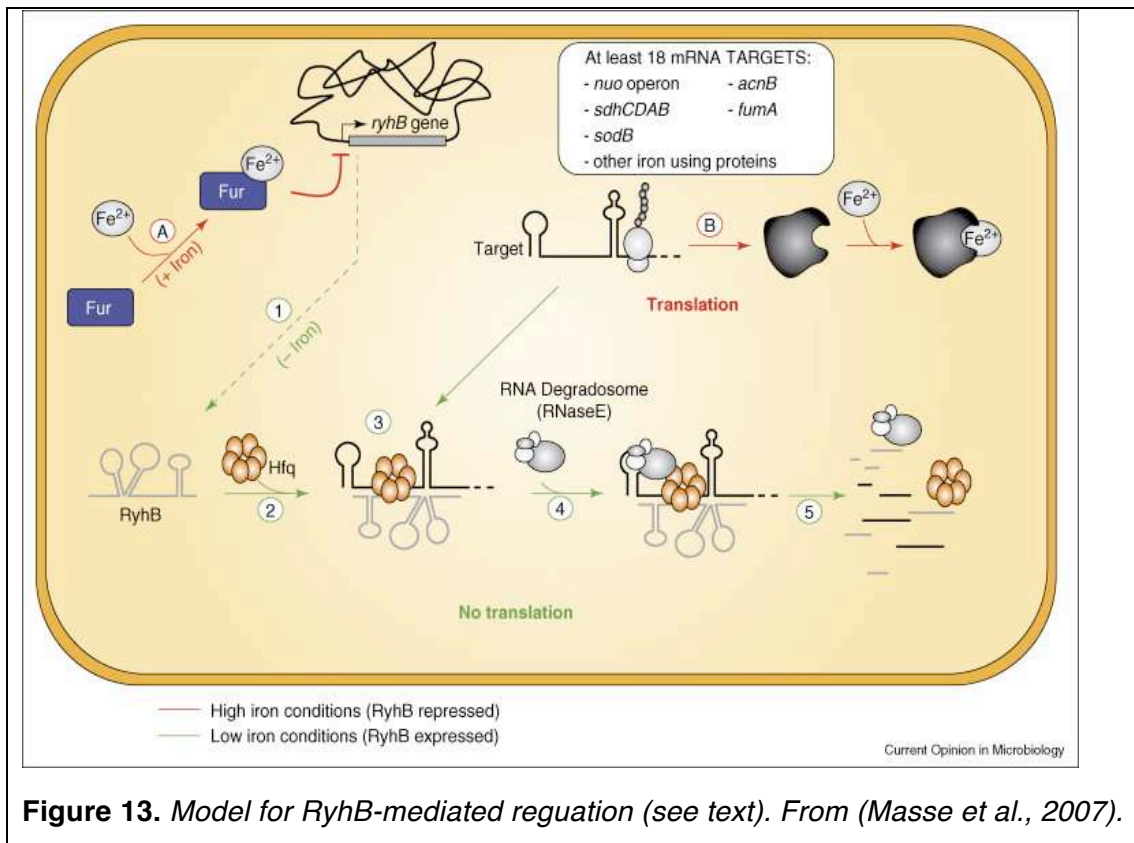 At least 18 mRNA TARGETS:
- nuo operon - acnB
- sdhCDAB - fumA
- sodB
- other iron using proteins
ryhB gene
Fe2+
Fur
Fe2+
A
(+ Iron)
Fur
Target
B
Fe2+
Fe2+
Translation
1
(– Iron)
RNA Degradosome
(RNaseE)
3
Hfq
2
RyhB
4
5
No translation
High iron conditions (RyhB repressed)
Low iron conditions (RyhB expressed)
Current Opinion in Microbiology
Figure 13. Model for RyhB-mediated reguation (see text). From (Masse et al., 2007).